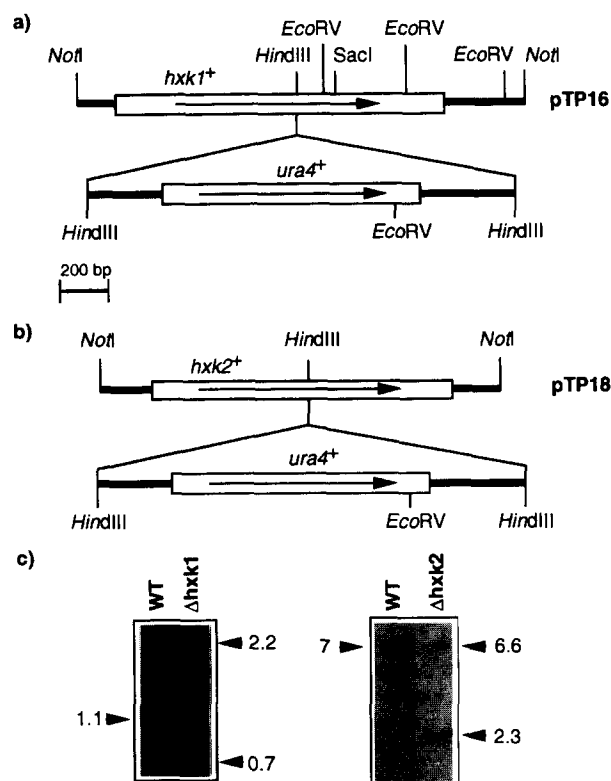 a)
EcoRV EcoRV
NotI hxk1+ HindIII SacI EcoRV NotI
pTP16
ura4+
HindIII EcoRV HindIII
200 bp
b)
NotI hxk2+ HindIII NotI
pTP18
ura4+
HindIII EcoRV HindIII
c)
WT Δhxk1 WT Δhxk2
2.2 7 6.6
1.1 2.3
0.7